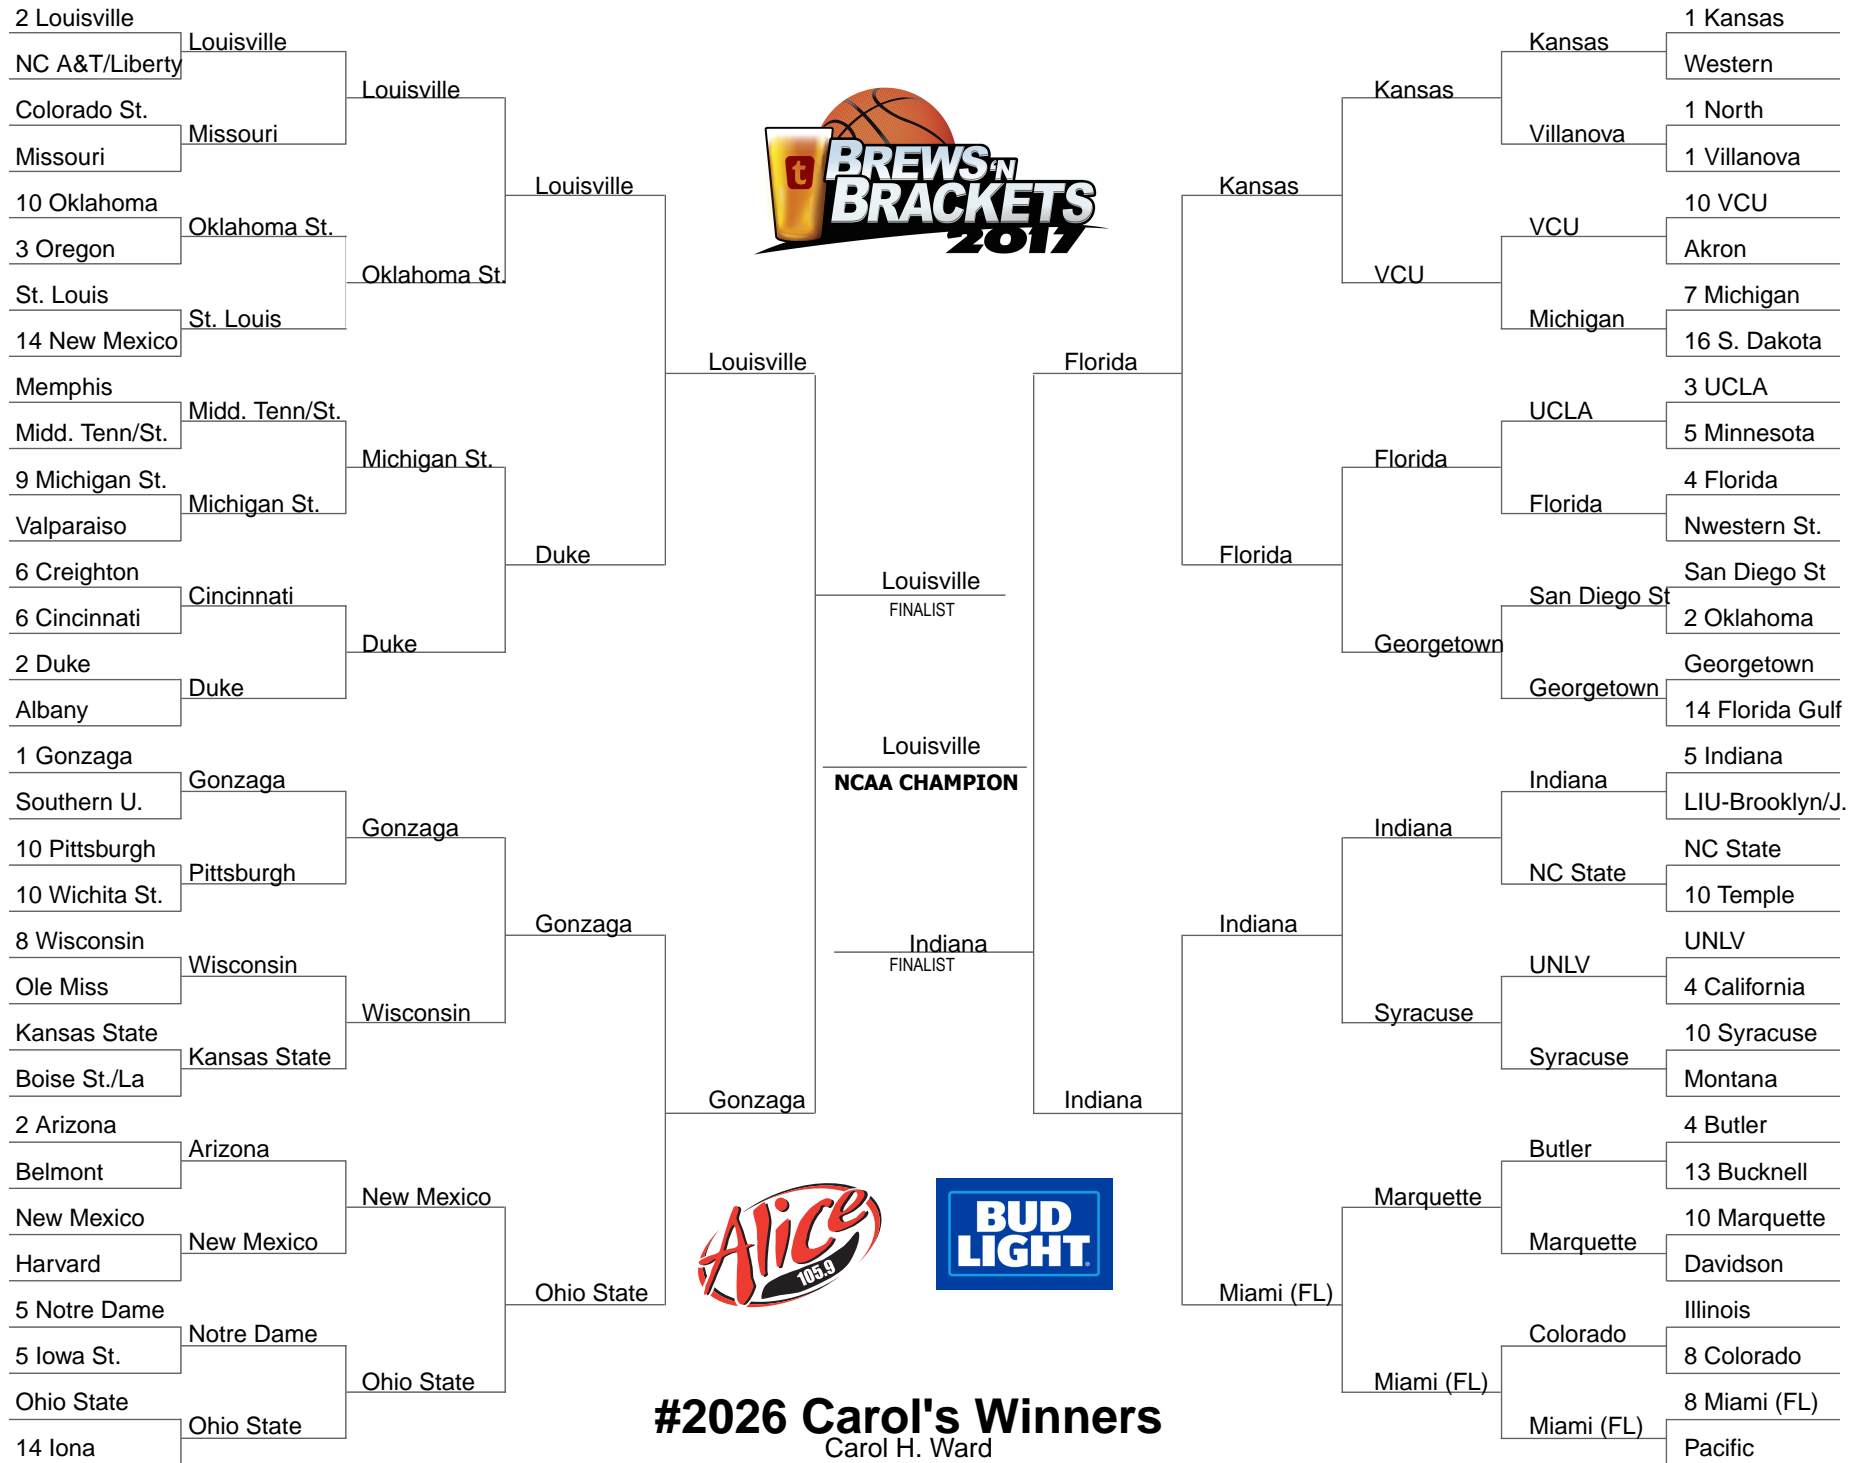 2 Louisville
NC A&T/Liberty
Colorado St.
Missouri
10 Oklahoma
3 Oregon
St. Louis
14 New Mexico
Memphis
Midd. Tenn/St.
9 Michigan St.
Valparaiso
6 Creighton
6 Cincinnati
2 Duke
Albany
1 Gonzaga
Southern U.
10 Pittsburgh
10 Wichita St.
8 Wisconsin
Ole Miss
Kansas State
Boise St./La
2 Arizona
Belmont
New Mexico
Harvard
5 Notre Dame
5 Iowa St.
Ohio State
14 Iona
Louisville
Missouri
Oklahoma St.
St. Louis
Midd. Tenn/St.
Michigan St.
Cincinnati
Duke
Gonzaga
Pittsburgh
Wisconsin
Kansas State
Arizona
New Mexico
Notre Dame
Ohio State
Louisville
Oklahoma St.
Michigan St.
Duke
Gonzaga
Wisconsin
New Mexico
Ohio State
Louisville
Duke
Gonzaga
Ohio State
Louisville
Gonzaga
t
BREWS 'N
BRACKETS
2017
Louisville
FINALIST
Louisville
NCAA CHAMPION
Indiana
FINALIST
Alice
105.9
BUD
LIGHT
#2026 Carol's Winners
Carol H. Ward
Florida
Indiana
Kansas
Florida
Indiana
Miami (FL)
Kansas
VCU
Florida
Georgetown
Indiana
Syracuse
Marquette
Miami (FL)
Kansas
Villanova
VCU
Michigan
UCLA
Florida
San Diego St
Georgetown
Indiana
NC State
UNLV
Syracuse
Butler
Marquette
Colorado
Miami (FL)
1 Kansas
Western
1 North
1 Villanova
10 VCU
Akron
7 Michigan
16 S. Dakota
3 UCLA
5 Minnesota
4 Florida
Nwestern St.
San Diego St
2 Oklahoma
Georgetown
14 Florida Gulf
5 Indiana
LIU-Brooklyn/J.
NC State
10 Temple
UNLV
4 California
10 Syracuse
Montana
4 Butler
13 Bucknell
10 Marquette
Davidson
Illinois
8 Colorado
8 Miami (FL)
Pacific